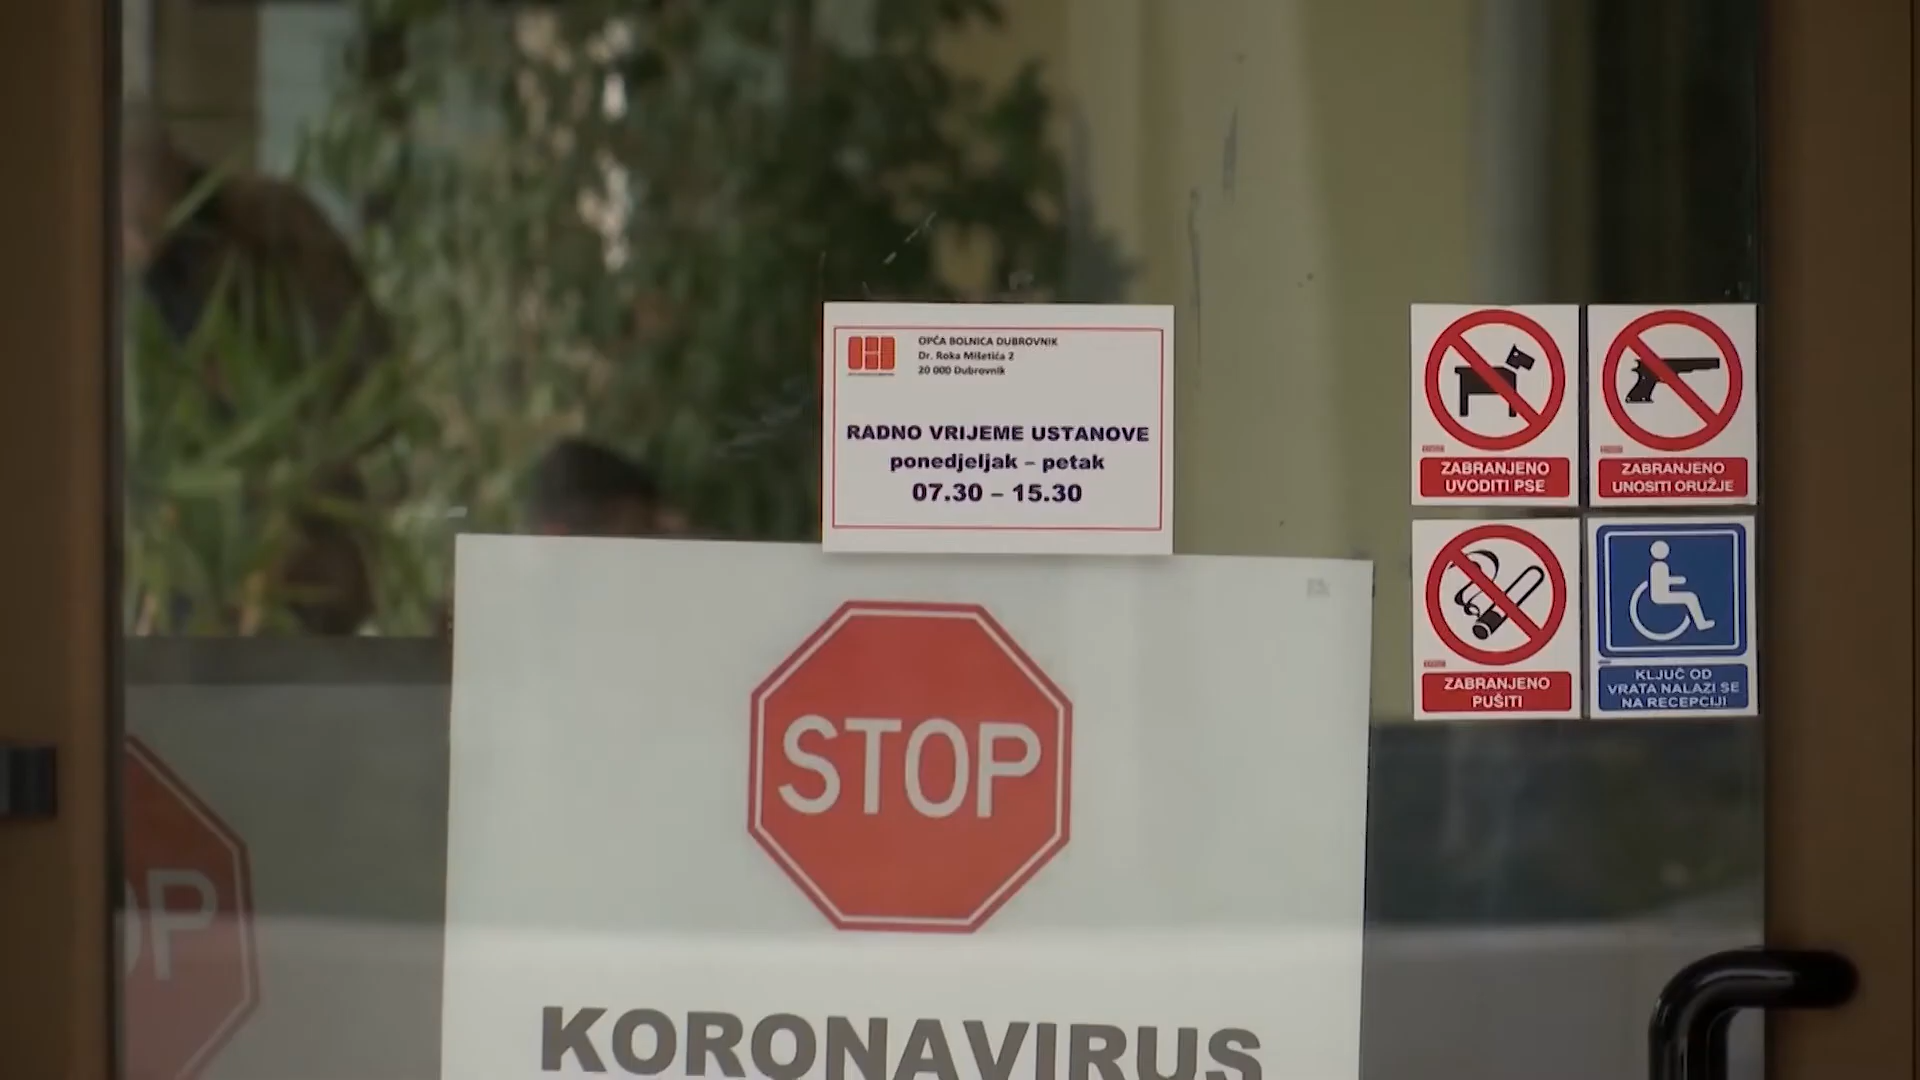 OPĆA BOLNICA DUBROVNIK
Dr. Roka Mišetića 2
20 000 Dubrovnik
RADNO VRIJEME USTANOVE
ponedjeljak – petak
07.30 – 15.30
ZABRANJENO
UVODITI PSE
ZABRANJENO
UNOSITI ORUŽJE
ZABRANJENO
PUŠITI
KLJUČ OD
VRATA NALAZI SE
NA RECEPCIJI
STOP
KORONAVIRUS
OP